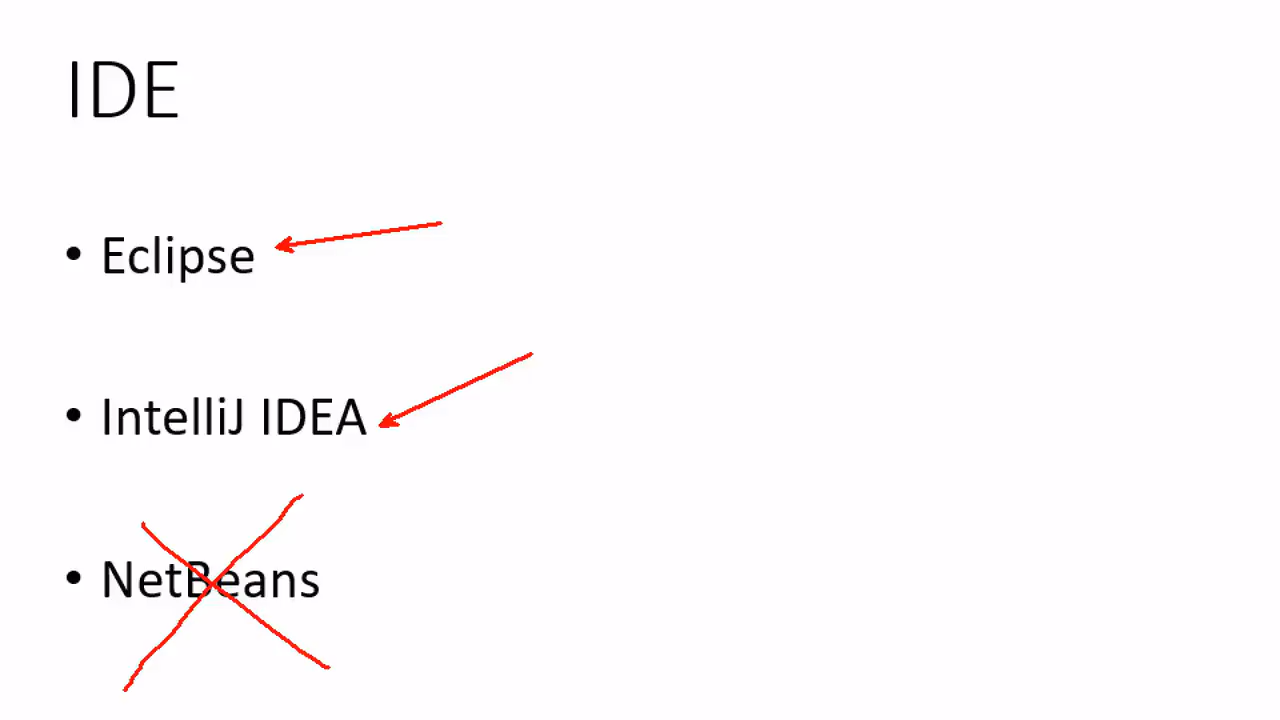 IDE
• Eclipse
• IntelliJ IDEA
• NetBeans